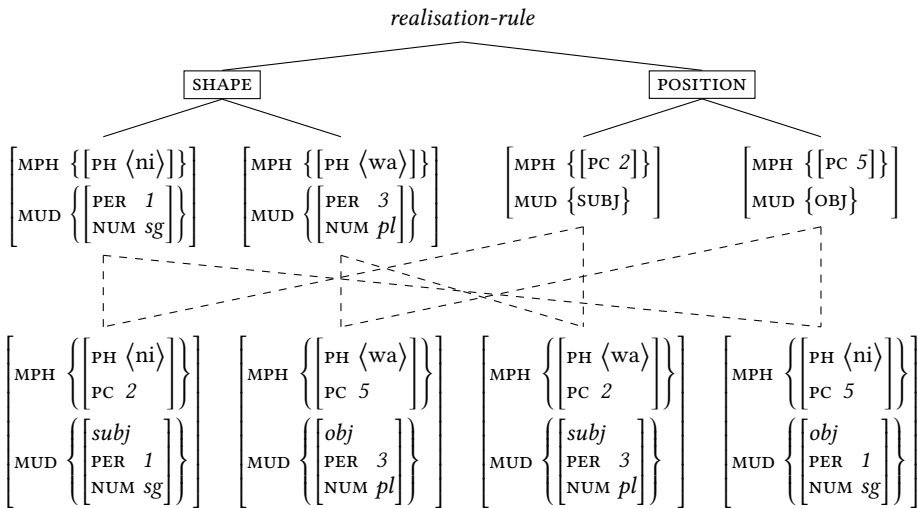 realisation-rule
SHAPE POSITION
MPH {[PH ⟨ni⟩]} MPH {[PH ⟨wa⟩]} MPH {[PC 2]} MPH {[PC 5]}
MUD {[PER 1 NUM sg]} MUD {[PER 3 NUM pl]} MUD {SUBJ} MUD {OBJ}
MPH {[PH ⟨ni⟩ PC 2]} MPH {[PH ⟨wa⟩ PC 5]} MPH {[PH ⟨wa⟩ PC 2]} MPH {[PH ⟨ni⟩ PC 5]}
MUD {[subj PER 1 NUM sg]} MUD {[obj PER 3 NUM pl]} MUD {[subj PER 3 NUM pl]} MUD {[obj PER 1 NUM sg]}